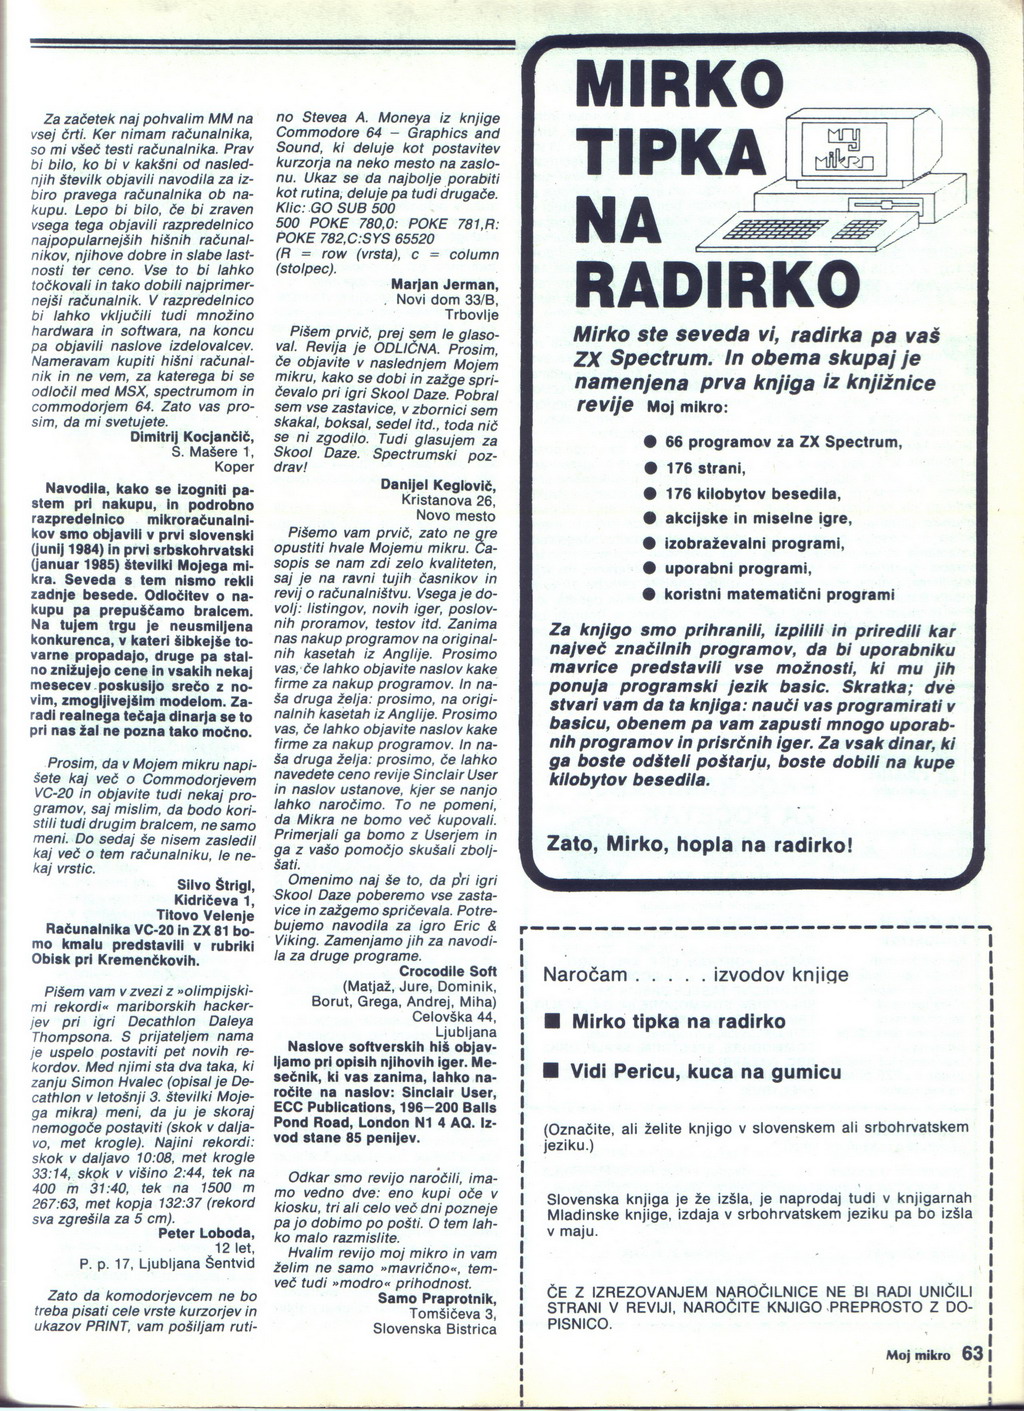 Za začetek naj pohvalim MM na
vsej črti. Ker nimam računalnika,
so mi všeč testi računalnika. Prav
bi bilo, ko bi v kakšni od nasled-
njih številk objavili navodila za iz-
biro pravega računalnika ob na-
kupu. Lepo bi bilo, če bi zraven
vsega tega objavili razpredelnico
najpopularnejših hišnih računal-
nikov, njihove dobre in slabe last-
nosti ter ceno. Vse to bi lahko
točkovali in tako dobili najprimer-
nejši računalnik. V razpredelnico
bi lahko vključili tudi množino
hardwara in softwara, na koncu
pa objavili naslove izdelovalcev.
Nameravam kupiti hišni računal-
nik in ne vem, za katerega bi se
odločil med MSX, spectrumom in
commodorjem 64. Zato vas pro-
sim, da mi svetujete.
Dimitrij Kocjančič,
S. Mašere 1,
Koper
Navodila, kako se izogniti pa-
stem pri nakupu, in podrobno
razpredelnico mikroračunalni-
kov smo objavili v prvi slovenski
(junij 1984) in prvi srbskohrvatski
(januar 1985) številki Mojega mi-
kra. Seveda s tem nismo rekli
zadnje besede. Odločitev o na-
kupu pa prepuščamo bralcem.
Na tujem trgu je neusmiljena
konkurenca, v kateri šibkejše to-
varne propadajo, druge pa stal-
no znižujejo cene in vsakih nekaj
mesecev poskusijo srečo z no-
vim, zmogljivejšim modelom. Za-
radi realnega tečaja dinarja se to
pri nas žal ne pozna tako močno.
Prosim, da v Mojem mikru napi-
šete kaj več o Commodorjevem
VC-20 in objavite tudi nekaj pro-
gramov, saj mislim, da bodo kori-
stili tudi drugim bralcem, ne samo
meni. Do sedaj še nisem zasledil
kaj več o tem računalniku, le ne-
kaj vrstic.
Silvo Štrigl,
Kidričeva 1,
Titovo Velenje
Računalnika VC-20 in ZX 81 bo-
mo kmalu predstavili v rubriki
Obisk pri Kremenčkovih.
Pišem vam v zvezi z »olimpijski-
mi rekordi« mariborskih hacker-
jev pri igri Decathlon Daleya
Thompsona. S prijateljem nama
je uspelo postaviti pet novih re-
kordov. Med njimi sta dva taka, ki
zanju Simon Hvalec (opisal je De-
cathlon v letošnji 3. številki Moje-
ga mikra) meni, da ju je skoraj
nemogoče postaviti (skok v dalja-
vo, met krogle). Najini rekordi:
skok v daljavo 10:08, met krogle
33:14, skok v višino 2:44, tek na
400 m 31:40, tek na 1500 m
267:63, met kopja 132:37 (rekord
sva zgrešila za 5 cm).
Peter Loboda,
12 let,
P. p. 17, Ljubljana Šentvid
Zato da komodorjevcem ne bo
treba pisati cele vrste kurzorjev in
ukazov PRINT, vam pošiljam ruti-
no Stevea A. Moneya iz knjige
Commodore 64 – Graphics and
Sound, ki deluje kot postavitev
kurzorja na neko mesto na zaslo-
nu. Ukaz se da najbolje porabiti
kot rutina, deluje pa tudi drugače.
Klic: GO SUB 500
500 POKE 780,0: POKE 781,R:
POKE 782,C:SYS 65520
(R = row (vrsta), c = column
(stolpec).
Marjan Jerman,
Novi dom 33/B,
Trbovlje
Pišem prvič, prej sem le glaso-
val. Revija je ODLIČNA. Prosim,
če objavite v naslednjem Mojem
mikru, kako se dobi in zažge spri-
čevalo pri igri Skool Daze. Pobral
sem vse zastavice, v zbornici sem
skakal, boksal, sedel itd., toda nič
se ni zgodilo. Tudi glasujem za
Skool Daze. Spectrumski poz-
drav!
Danijel Keglovič,
Kristanova 26,
Novo mesto
Pišemo vam prvič, zato ne gre
opustiti hvale Mojemu mikru. Ča-
sopis se nam zdi zelo kvaliteten,
saj je na ravni tujih časnikov in
revij o računalništvu. Vsega je do-
volj: listingov, novih iger, poslov-
nih proramov, testov itd. Zanima
nas nakup programov na original-
nih kasetah iz Anglije. Prosimo
vas, če lahko objavite naslov kake
firme za nakup programov. In na-
ša druga želja: prosimo, na origi-
nalnih kasetah iz Anglije. Prosimo
vas, če lahko objavite naslov kake
firme za nakup programov. In na-
ša druga želja: prosimo, če lahko
navedete ceno revije Sinclair User
in naslov ustanove, kjer se nanjo
lahko naročimo. To ne pomeni,
da Mikra ne bomo več kupovali.
Primerjali ga bomo z Userjem in
ga z vašo pomočjo skušali zbolj-
šati.
Omenimo naj še to, da pri igri
Skool Daze poberemo vse zasta-
vice in zažgemo spričevala. Potre-
bujemo navodila za igro Eric &
Viking. Zamenjamo jih za navodi-
la za druge programe.
Crocodile Soft
(Matjaž, Jure, Dominik,
Borut, Grega, Andrej, Miha)
Celovška 44,
Ljubljana
Naslove softverskih hiš objav-
ljamo pri opisih njihovih iger. Me-
sečnik, ki vas zanima, lahko na-
ročite na naslov: Sinclair User,
ECC Publications, 196–200 Balls
Pond Road, London N1 4 AQ. Iz-
vod stane 85 penijev.
Odkar smo revijo naročili, ima-
mo vedno dve: eno kupi oče v
kiosku, tri ali celo več dni pozneje
pa jo dobimo po pošti. O tem lah-
ko malo razmislite.
Hvalim revijo moj mikro in vam
želim ne samo »mavrično«, tem-
več tudi »modro« prihodnost.
Samo Praprotnik,
Tomšičeva 3,
Slovenska Bistrica
MIRKO
TIPKA
NA
RADIRKO
moj
mikro
Mirko ste seveda vi, radirka pa vaš
ZX Spectrum. In obema skupaj je
namenjena prva knjiga iz knjižnice
revije Moj mikro:
● 66 programov za ZX Spectrum,
● 176 strani,
● 176 kilobytov besedila,
● akcijske in miselne igre,
● izobraževalni programi,
● uporabni programi,
● koristni matematični programi
Za knjigo smo prihranili, izpilili in priredili kar
največ značilnih programov, da bi uporabniku
mavrice predstavili vse možnosti, ki mu jih
ponuja programski jezik basic. Skratka; dve
stvari vam da ta knjiga: nauči vas programirati v
basicu, obenem pa vam zapusti mnogo uporab-
nih programov in prisrčnih iger. Za vsak dinar, ki
ga boste odšteli poštarju, boste dobili na kupe
kilobytov besedila.
Zato, Mirko, hopla na radirko!
Naročam . . . . . izvodov knjige
■ Mirko tipka na radirko
■ Vidi Pericu, kuca na gumicu
(Označite, ali želite knjigo v slovenskem ali srbohrvatskem
jeziku.)
Slovenska knjiga je že izšla, je naprodaj tudi v knjigarnah
Mladinske knjige, izdaja v srbohrvatskem jeziku pa bo izšla
v maju.
ČE Z IZREZOVANJEM NAROČILNICE NE BI RADI UNIČILI
STRANI V REVIJI, NAROČITE KNJIGO PREPROSTO Z DO-
PISNICO.
Moj mikro 63